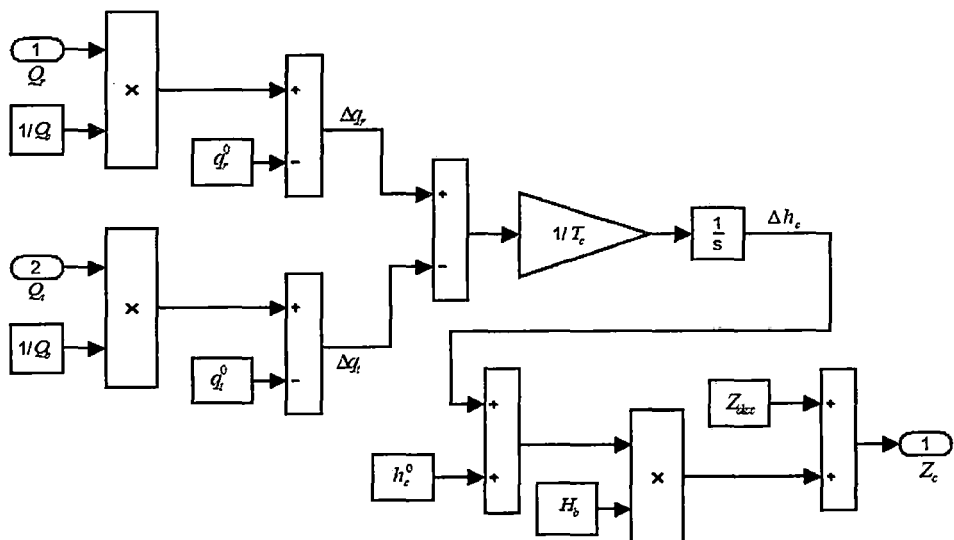 1
Q_r
×
1/Q_b
+
Δq_r
q_r^0
-
+
1/T_c
1
s
Δh_c
-
2
Q_t
×
1/Q_b
+
Δq_t
q_t^0
-
+
Z_c
+
1
h_c^0
+
×
+
H_b